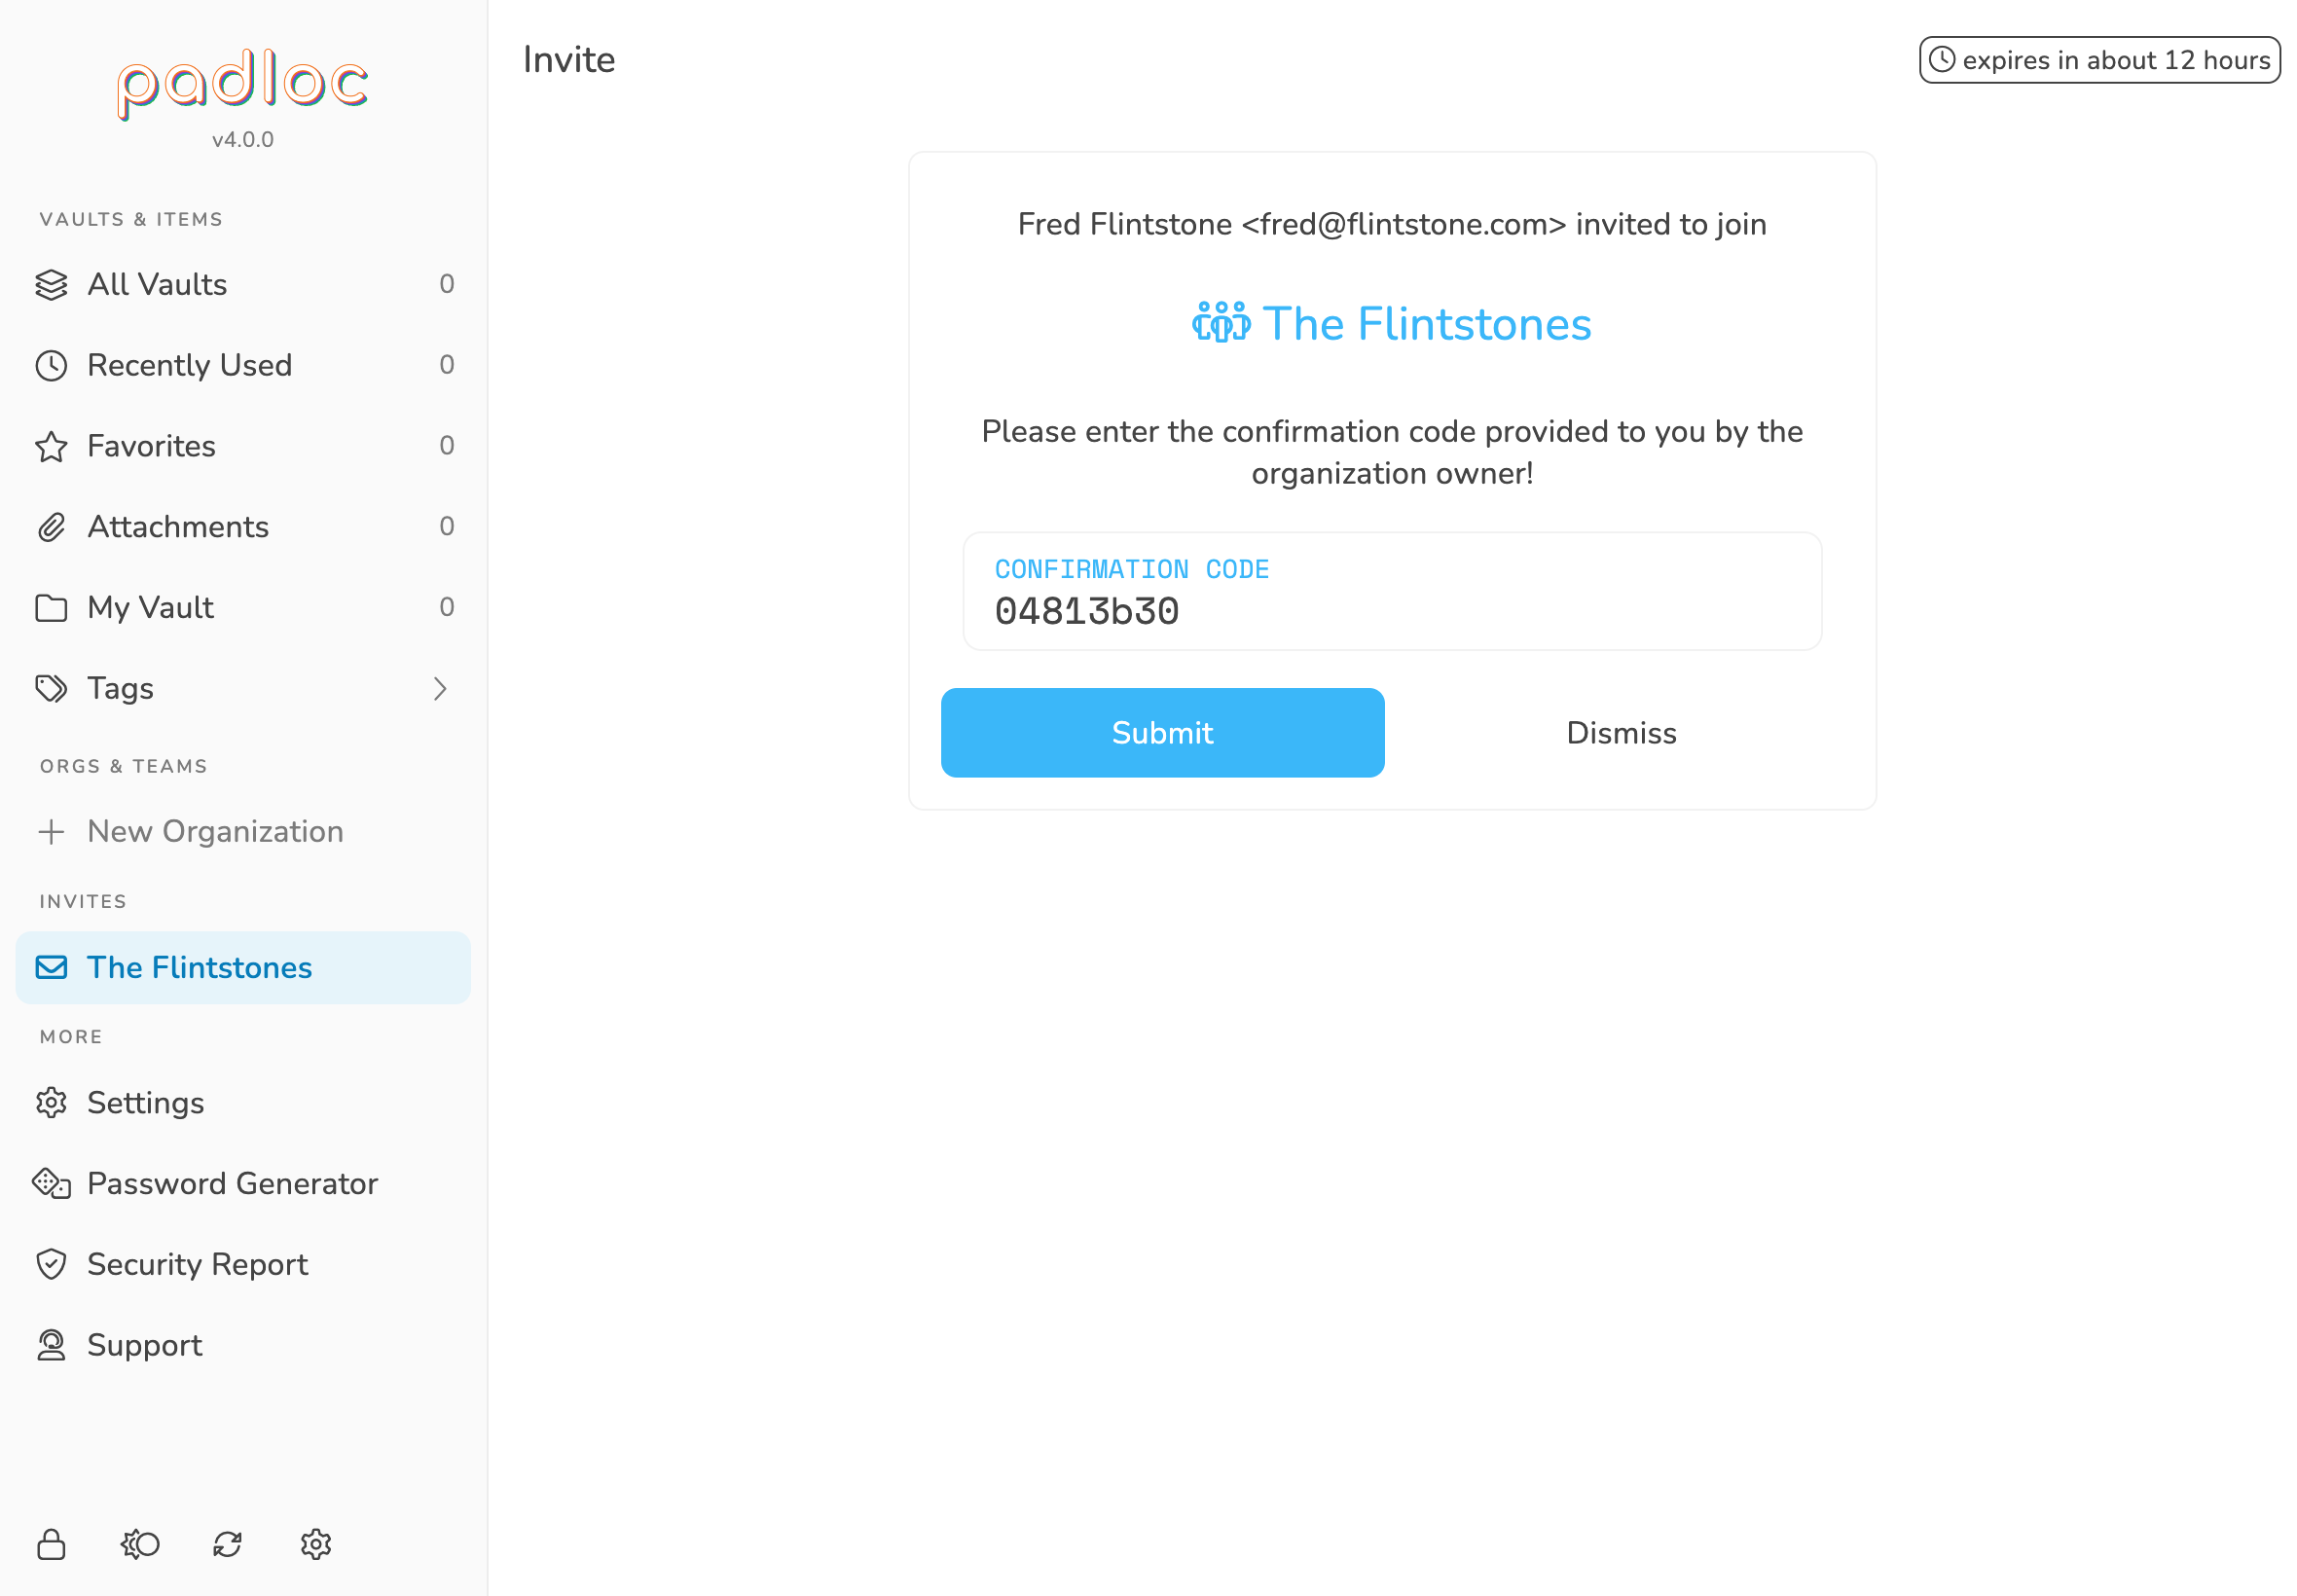 padloc
v4.0.0
VAULTS & ITEMS
All Vaults 0
Recently Used 0
Favorites 0
Attachments 0
My Vault 0
Tags
ORGS & TEAMS
New Organization
INVITES
The Flintstones
MORE
Settings
Password Generator
Security Report
Support
Invite
expires in about 12 hours
Fred Flintstone <fred@flintstone.com> invited to join
The Flintstones
Please enter the confirmation code provided to you by the
organization owner!
CONFIRMATION CODE
04813b30
Submit Dismiss